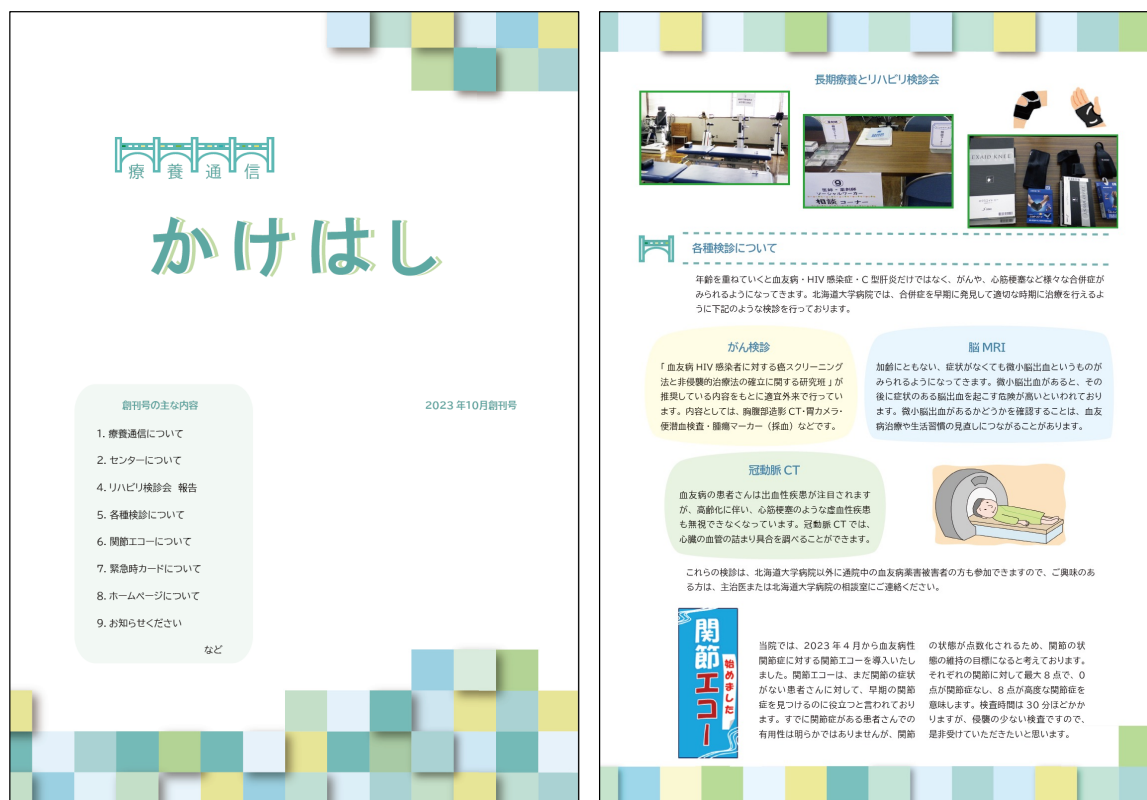 療養通信
かけはし
創刊号の主な内容
1. 療養通信について
2. センターについて
4. リハビリ検診会 報告
5. 各種検診について
6. 関節エコーについて
7. 緊急時カードについて
8. ホームページについて
9. お知らせください
など
2023年10月創刊号
長期療養とリハビリ検診会
⑨
医師・薬剤師
ソーシャルワーカー
相談 コーナー
EXAID KNEE
各種検診について
年齢を重ねていくと血友病・HIV 感染症・C 型肝炎だけではなく、がんや、心筋梗塞など様々な合併症が
みられるようになってきます。北海道大学病院では、合併症を早期に発見して適切な時期に治療を行えるよ
うに下記のような検診を行っております。
がん検診
「血友病 HIV 感染者に対する癌スクリーニング
法と非侵襲的治療法の確立に関する研究班」が
推奨している内容をもとに適宜外来で行ってい
ます。内容としては、胸腹部造影 CT・胃カメラ・
便潜血検査・腫瘍マーカー（採血）などです。
脳 MRI
加齢にともない、症状がなくても微小脳出血というものが
みられるようになってきます。微小脳出血があると、その
後に症状のある脳出血を起こす危険が高いといわれており
ます。微小脳出血があるかどうかを確認することは、血友
病治療や生活習慣の見直しにつながることがあります。
冠動脈 CT
血友病の患者さんは出血性疾患が注目されます
が、高齢化に伴い、心筋梗塞のような虚血性疾患
も無視できなくなっています。冠動脈 CT では、
心臓の血管の詰まり具合を調べることができます。
これらの検診は、北海道大学病院以外に通院中の血友病薬害被害者の方も参加できますので、ご興味のあ
る方は、主治医または北海道大学病院の相談室にご連絡ください。
関節エコー
始めました
当院では、2023 年 4 月から血友病性
関節症に対する関節エコーを導入いたし
ました。関節エコーは、まだ関節の症状
がない患者さんに対して、早期の関節
症を見つけるのに役立つと言われており
ます。すでに関節症がある患者さんでの
有用性は明らかではありませんが、関節
の状態が点数化されるため、関節の状
態の維持の目標になると考えております。
それぞれの関節に対して最大 8 点で、0
点が関節症なし、8 点が高度な関節症を
意味します。検査時間は 30 分ほどかか
りますが、侵襲の少ない検査ですので、
是非受けていただきたいと思います。